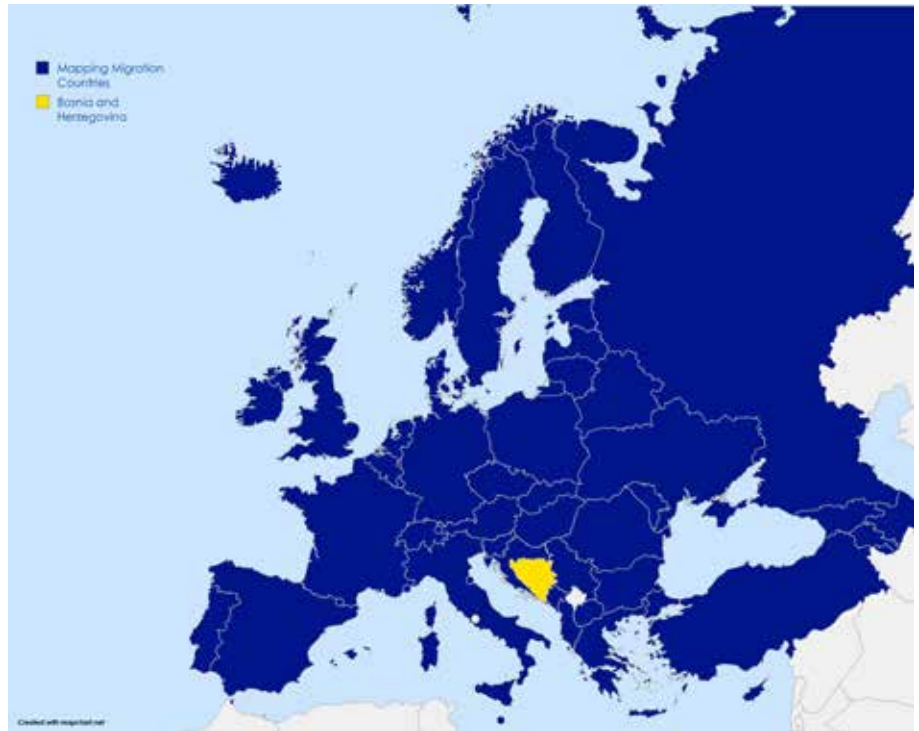 Mapping Migration
Countries
Bosnia and
Herzegovina
Created with mapchart.net